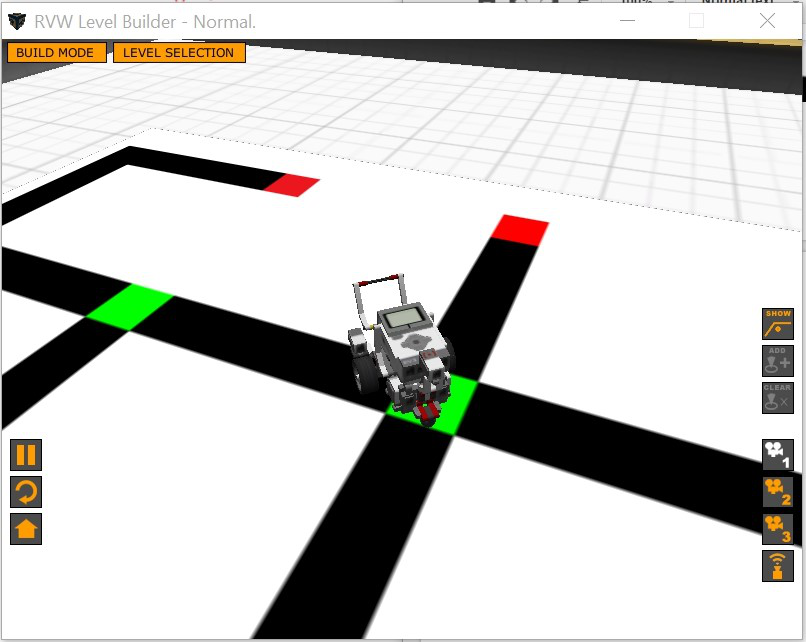 RVW Level Builder - Normal.
BUILD MODE
LEVEL SELECTION
SHOW
ADD
CLEAR
1
2
3